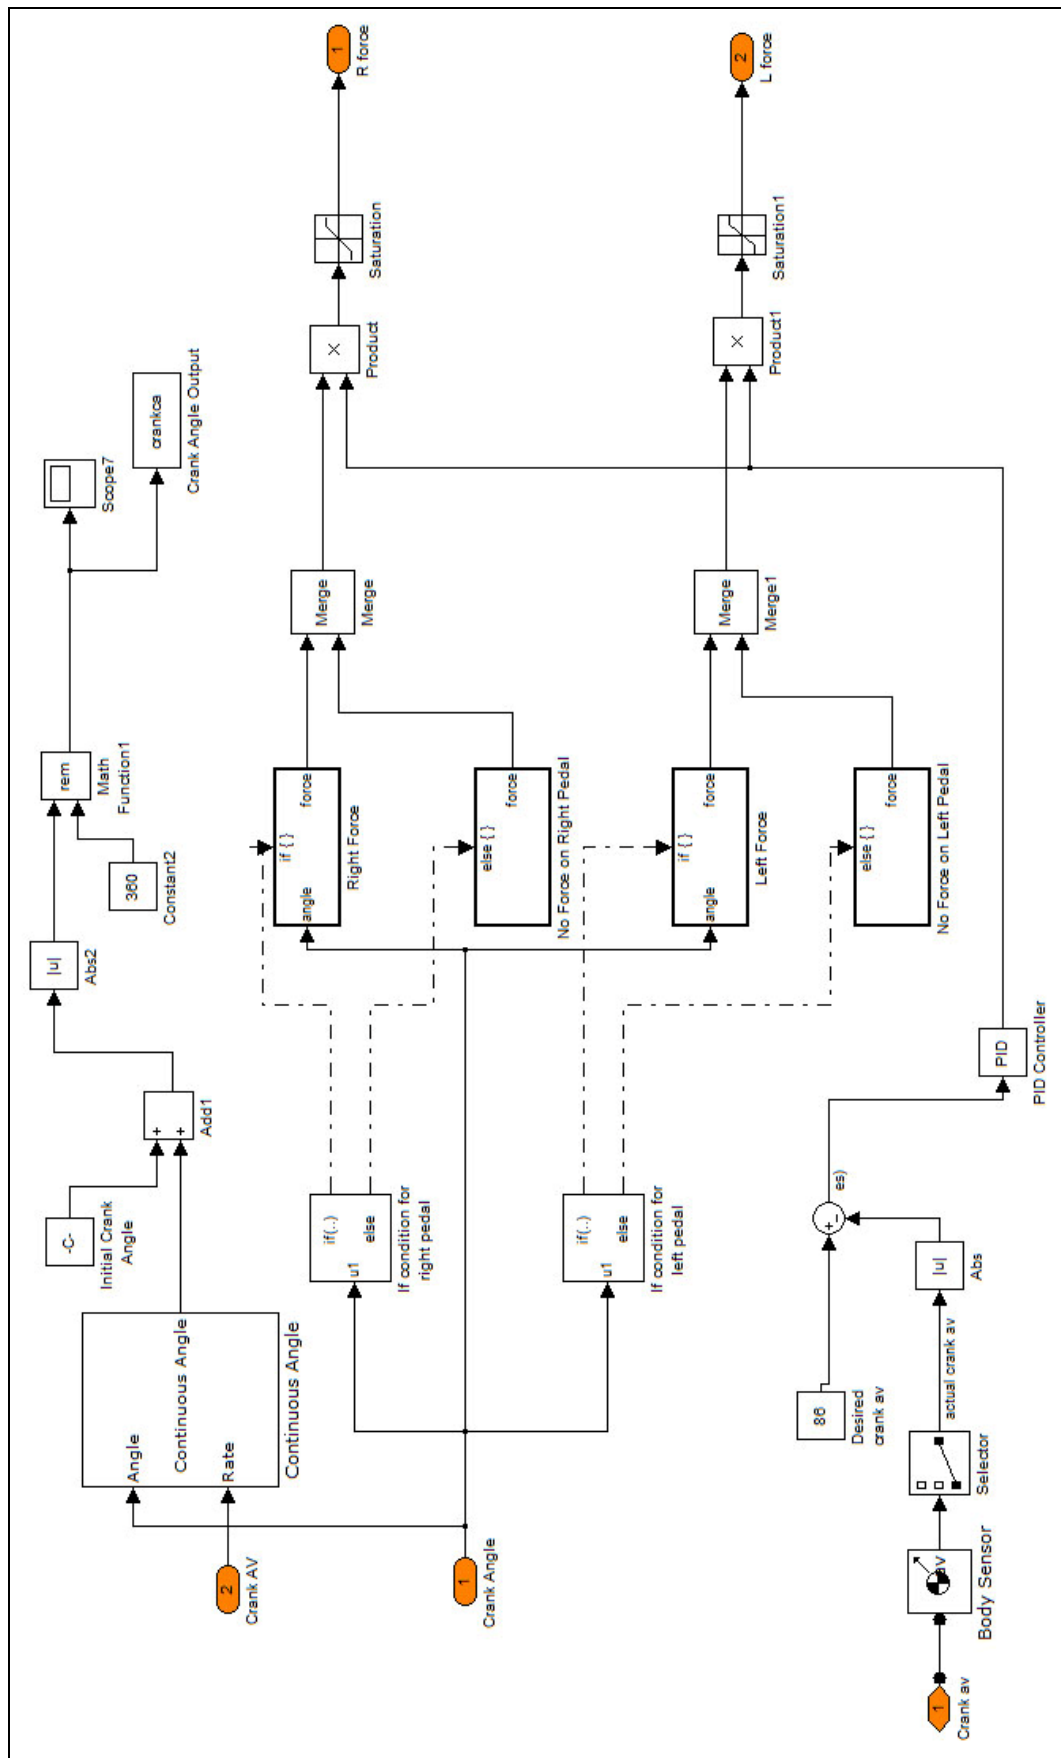 2
Crank AV
1
Crank Angle
Angle
Rate
Continuous Angle
Continuous Angle
-C-
Initial Crank
Angle
+
+
Add1
|u|
Abs2
360
Constant2
rem
Math
Function1
Scope7
crankca
Crank Angle Output
u1
if(..)
else
If condition for
right pedal
u1
if(..)
else
If condition for
left pedal
angle
if { }
force
Right Force
else { }
force
No Force on Right Pedal
angle
if { }
force
Left Force
else { }
force
No Force on Left Pedal
Merge
Merge
Merge
Merge1
×
Product
×
Product1
Saturation
Saturation1
1
R force
2
L force
1
Crank av
av
Body Sensor
Selector
actual crank av
|u|
Abs
86
Desired
crank av
+
−
es)
PID
PID Controller